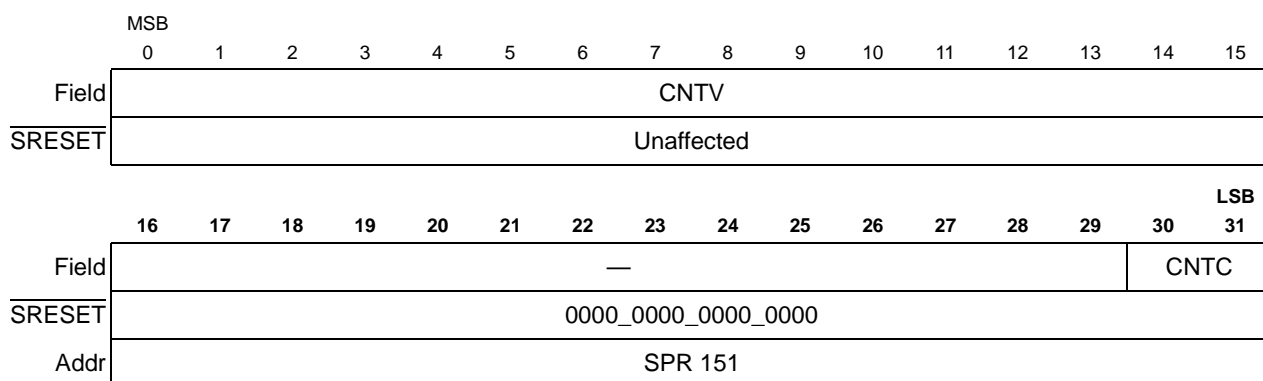 MSB
0 1 2 3 4 5 6 7 8 9 10 11 12 13 14 15
Field CNTV
SRESET Unaffected
LSB
16 17 18 19 20 21 22 23 24 25 26 27 28 29 30 31
Field — CNTC
SRESET 0000_0000_0000_0000
Addr SPR 151